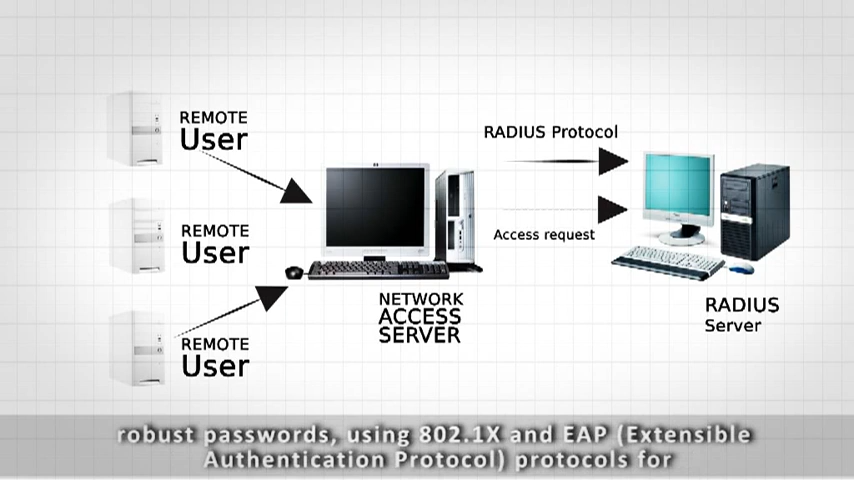 REMOTE
User
REMOTE
User
REMOTE
User
NETWORK
ACCESS
SERVER
RADIUS Protocol
Access request
RADIUS
Server
robust passwords, using 802.1X and EAP (Extensible
Authentication Protocol) protocols for